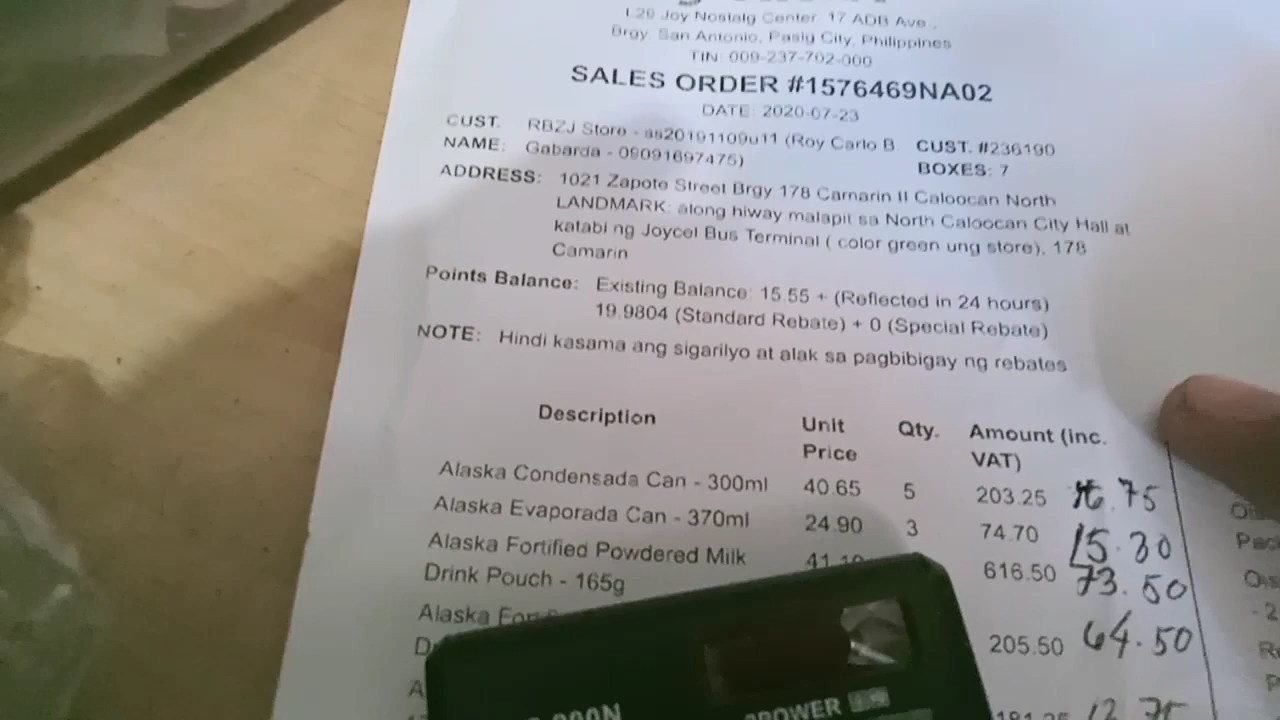 L29 Joy Nostalg Center, 17 ADB Ave.,
Brgy. San Antonio, Pasig City, Philippines
TIN: 009-237-702-000
SALES ORDER #1576469NA02
DATE: 2020-07-23
CUST. NAME: RBZJ Store - as20191109u11 (Roy Carlo B. CUST. #236190
Gabarda - 09091697475) BOXES: 7
ADDRESS: 1021 Zapote Street Brgy 178 Camarin II Caloocan North
LANDMARK: along hiway malapit sa North Caloocan City Hall at
katabi ng Joycel Bus Terminal ( color green ung store), 178
Camarin
Points Balance: Existing Balance: 15.55 + (Reflected in 24 hours)
19.9804 (Standard Rebate) + 0 (Special Rebate)
NOTE: Hindi kasama ang sigarilyo at alak sa pagbibigay ng rebates
Description Unit Price Qty. Amount (inc. VAT)
Alaska Condensada Can - 300ml 40.65 5 203.25
Alaska Evaporada Can - 370ml 24.90 3 74.70 15.30
Alaska Fortified Powdered Milk 616.50 73.50
Drink Pouch - 165g
Alaska 205.50 64.50
12.75
POWER